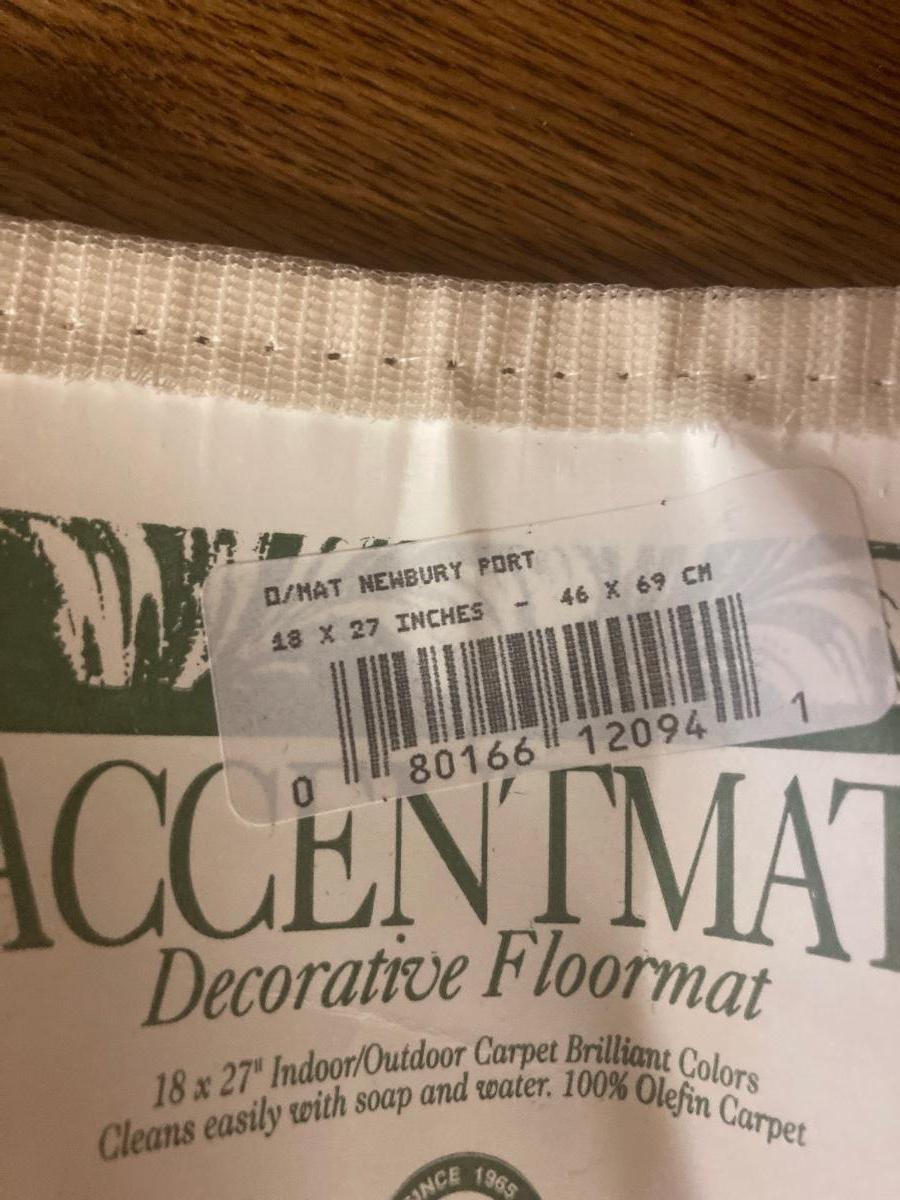 D/MAT NEWBURY PORT
18 X 27 INCHES - 46 X 69 CM
0 80166 12094 1
ACCENTMAT
Decorative Floormat
18 x 27" Indoor/Outdoor Carpet Brilliant Colors
Cleans easily with soap and water. 100% Olefin Carpet
SINCE 1965